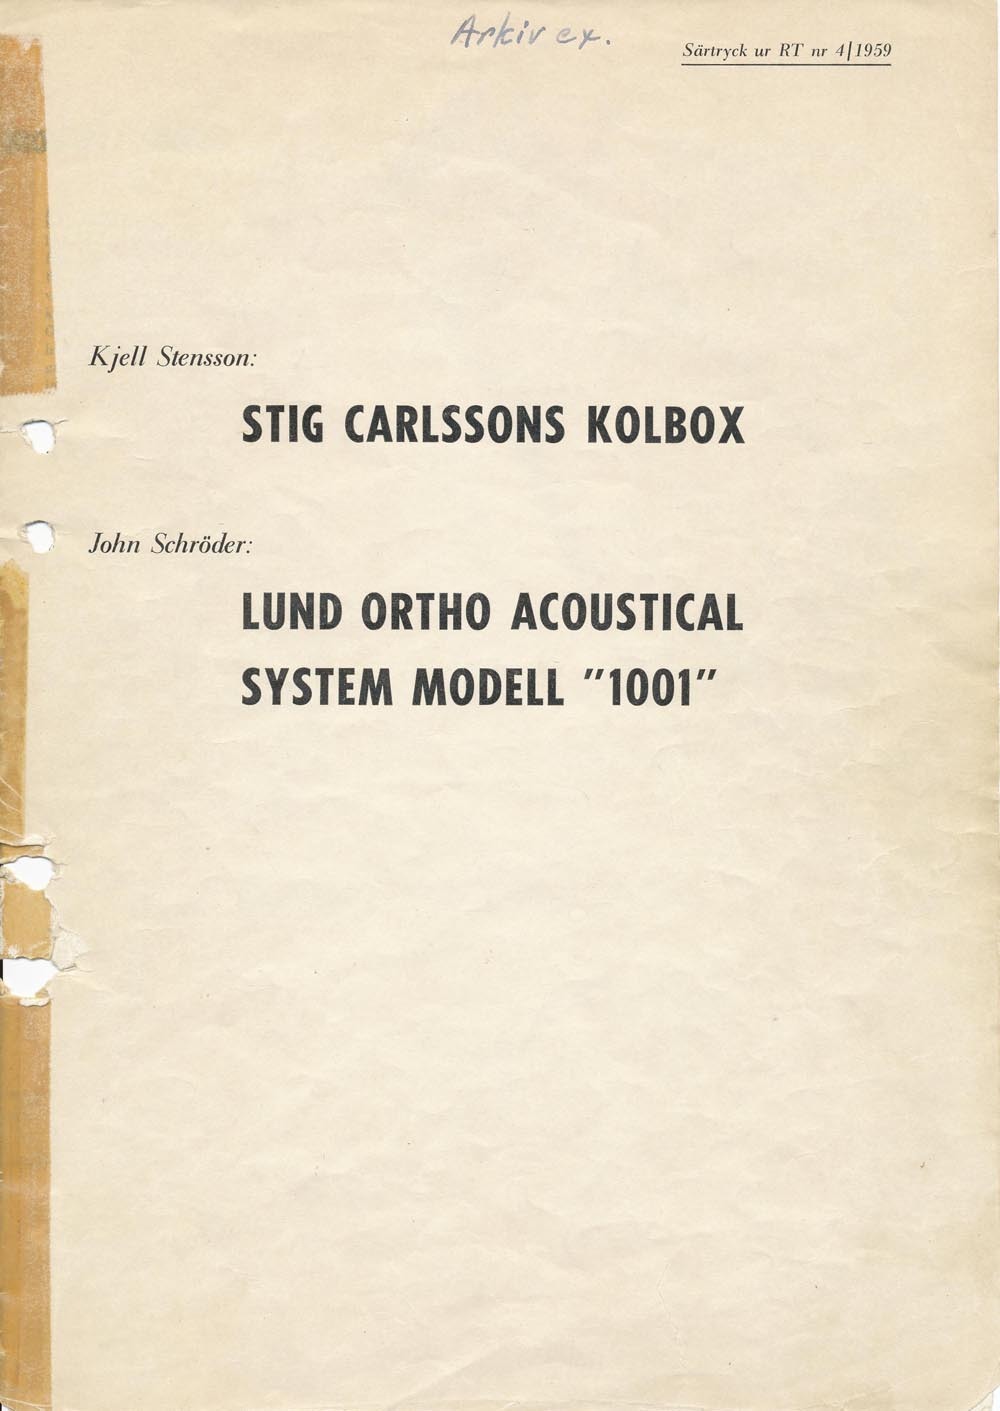 Arkiv ex.
Särtryck ur RT nr 4|1959
Kjell Stensson:
STIG CARLSSONS KOLBOX
John Schröder:
LUND ORTHO ACOUSTICAL
SYSTEM MODELL "1001"